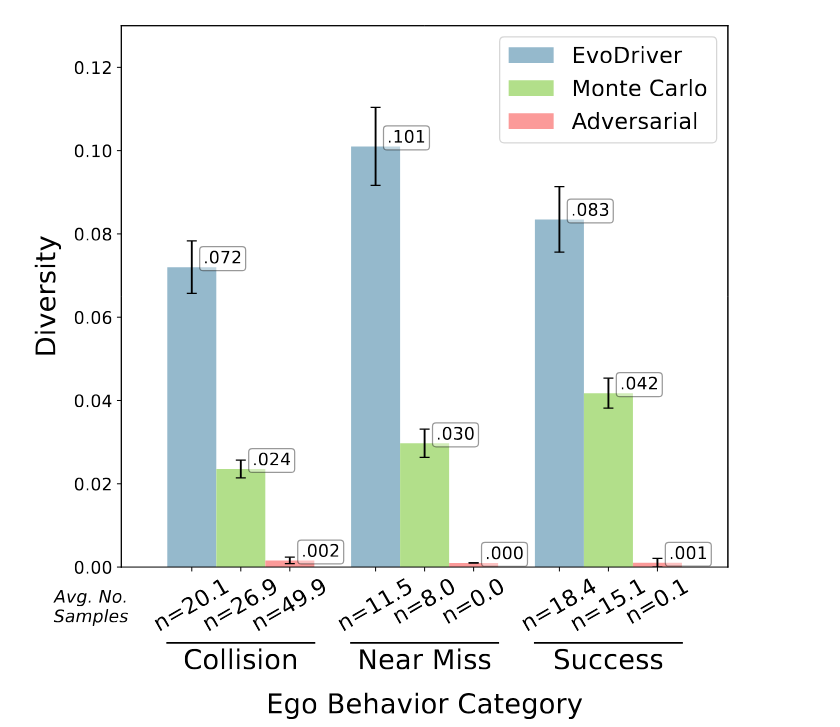 EvoDriver
Monte Carlo
Adversarial
0.12
0.10
0.08
0.06
0.04
0.02
0.00
Diversity
.072
.024
.002
.101
.030
.000
.083
.042
.001
Avg. No.
Samples
n=20.1
n=26.9
n=49.9
n=11.5
n=8.0
n=0.0
n=18.4
n=15.1
n=0.1
Collision
Near Miss
Success
Ego Behavior Category